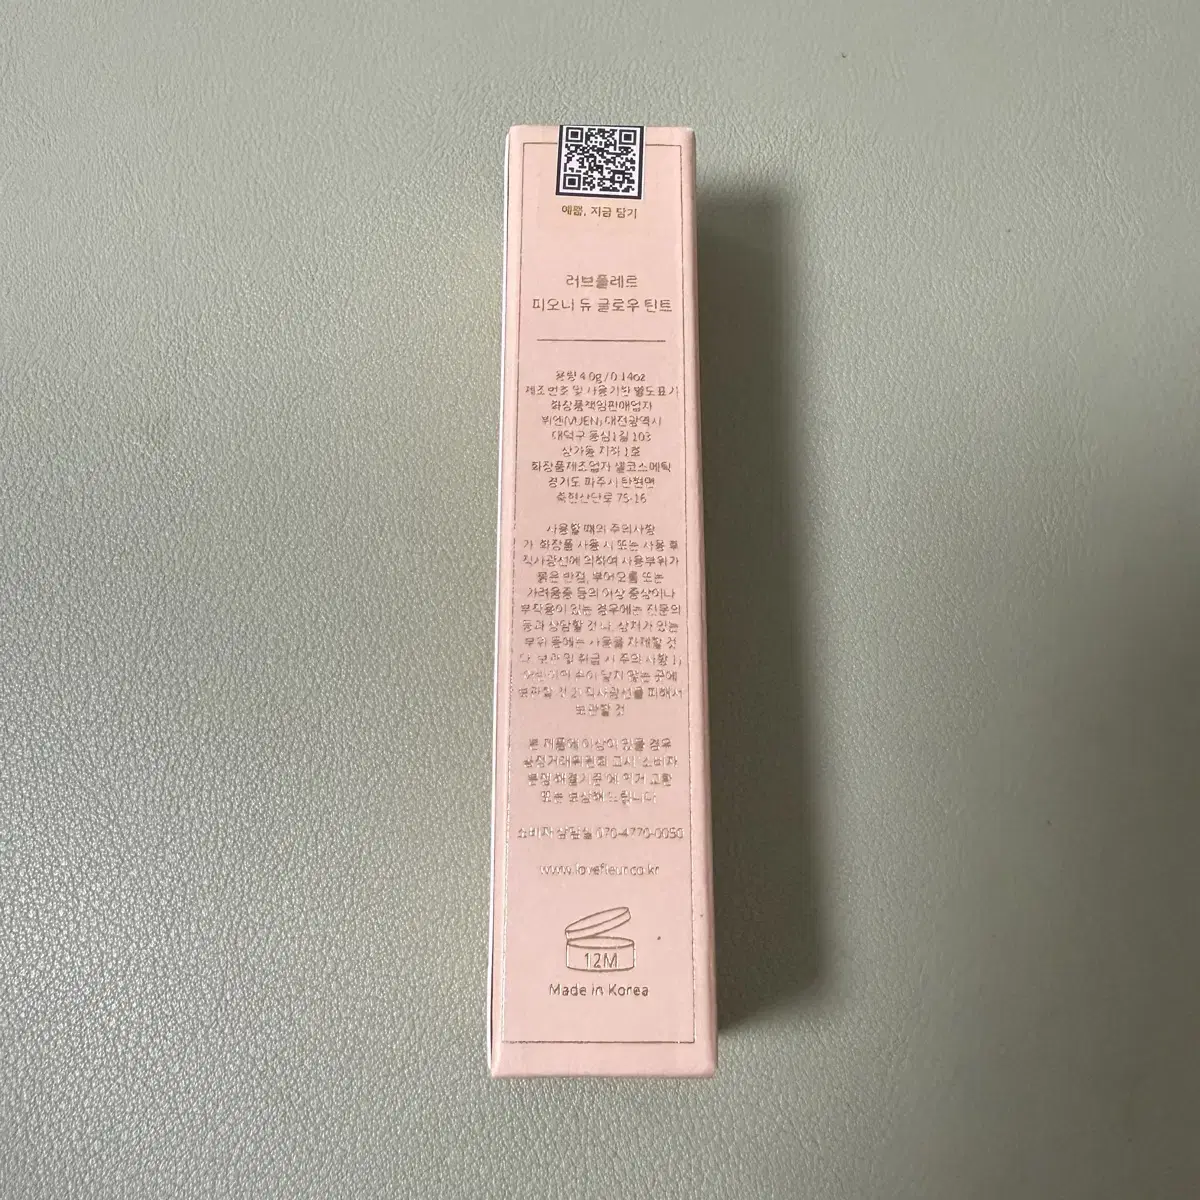 예쁨, 지금 담기
러브플레르
피오니 듀 글로우 틴트
용량 4.0g / 0.14oz
제조번호 및 사용기한 별도표기
화장품책임판매업자
뷔엔(VUEN) 대전광역시
대덕구 동심1길 103
상가동 지하 1호
화장품제조업자 셀코스메틱
경기도 파주시 탄현면
축현산단로 75-16
사용할 때의 주의사항
가. 화장품 사용 시 또는 사용 후
직사광선에 의하여 사용부위가
붉은 반점, 부어오름 또는
가려움증 등의 이상 증상이나
부작용이 있는 경우에는 전문의
등과 상담할 것 나. 상처가 있는
부위 등에는 사용을 자제할 것
다. 보관 및 취급 시 주의 사항 1)
어린이의 손이 닿지 않는 곳에
보관할 것 2) 직사광선을 피해서
보관할 것
본 제품에 이상이 있을 경우
공정거래위원회 고시 소비자
분쟁해결기준에 의거 교환
또는 보상해 드립니다.
소비자 상담실 070-4770-0050
www.lovefleur.co.kr
12M
Made in Korea